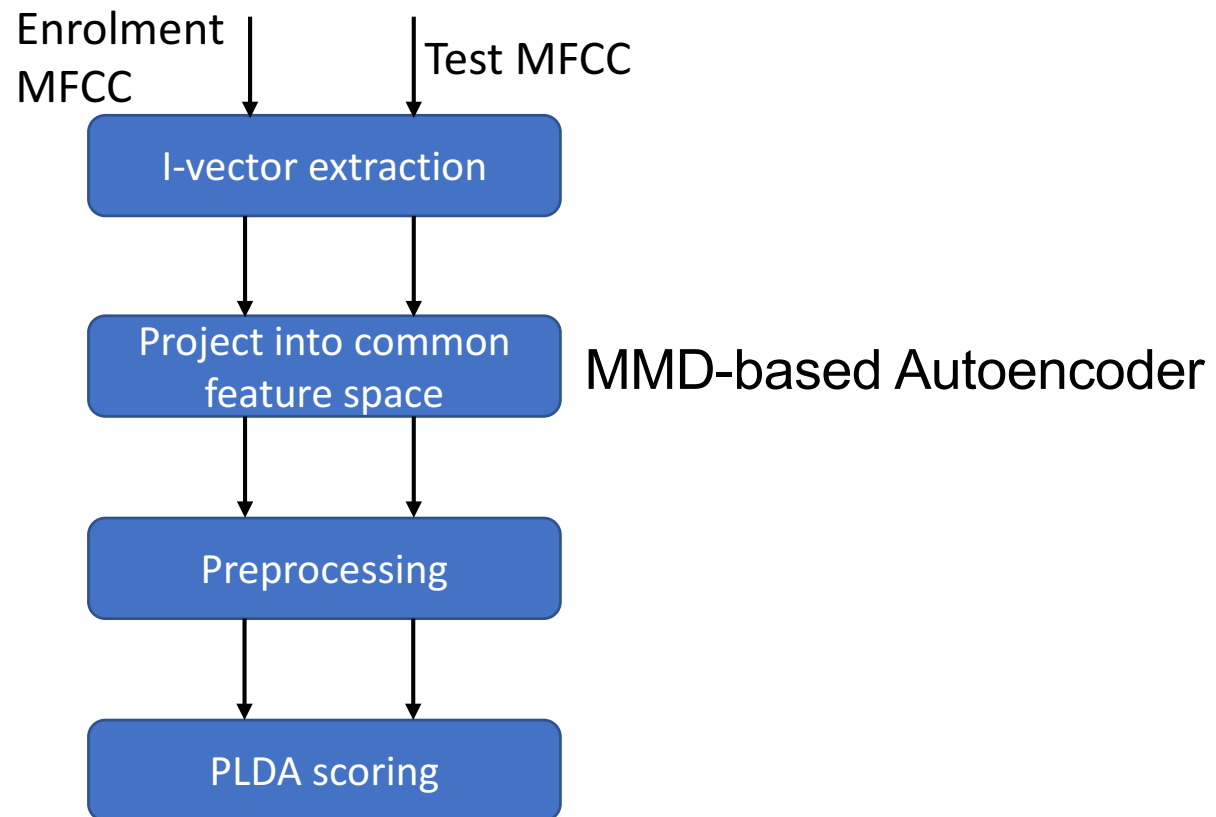 Enrolment
MFCC
Test MFCC
I-vector extraction
Project into common
feature space
MMD-based Autoencoder
Preprocessing
PLDA scoring